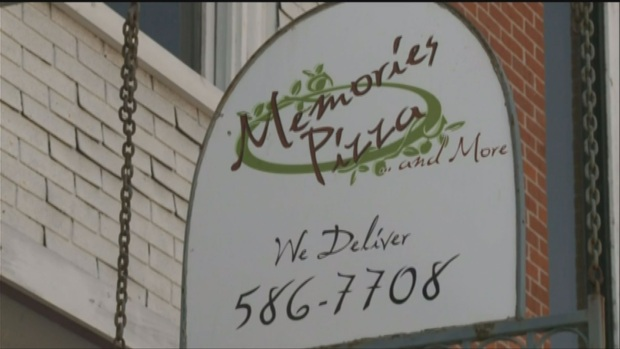 Memories
Pizza
... and More
We Deliver
586-7708